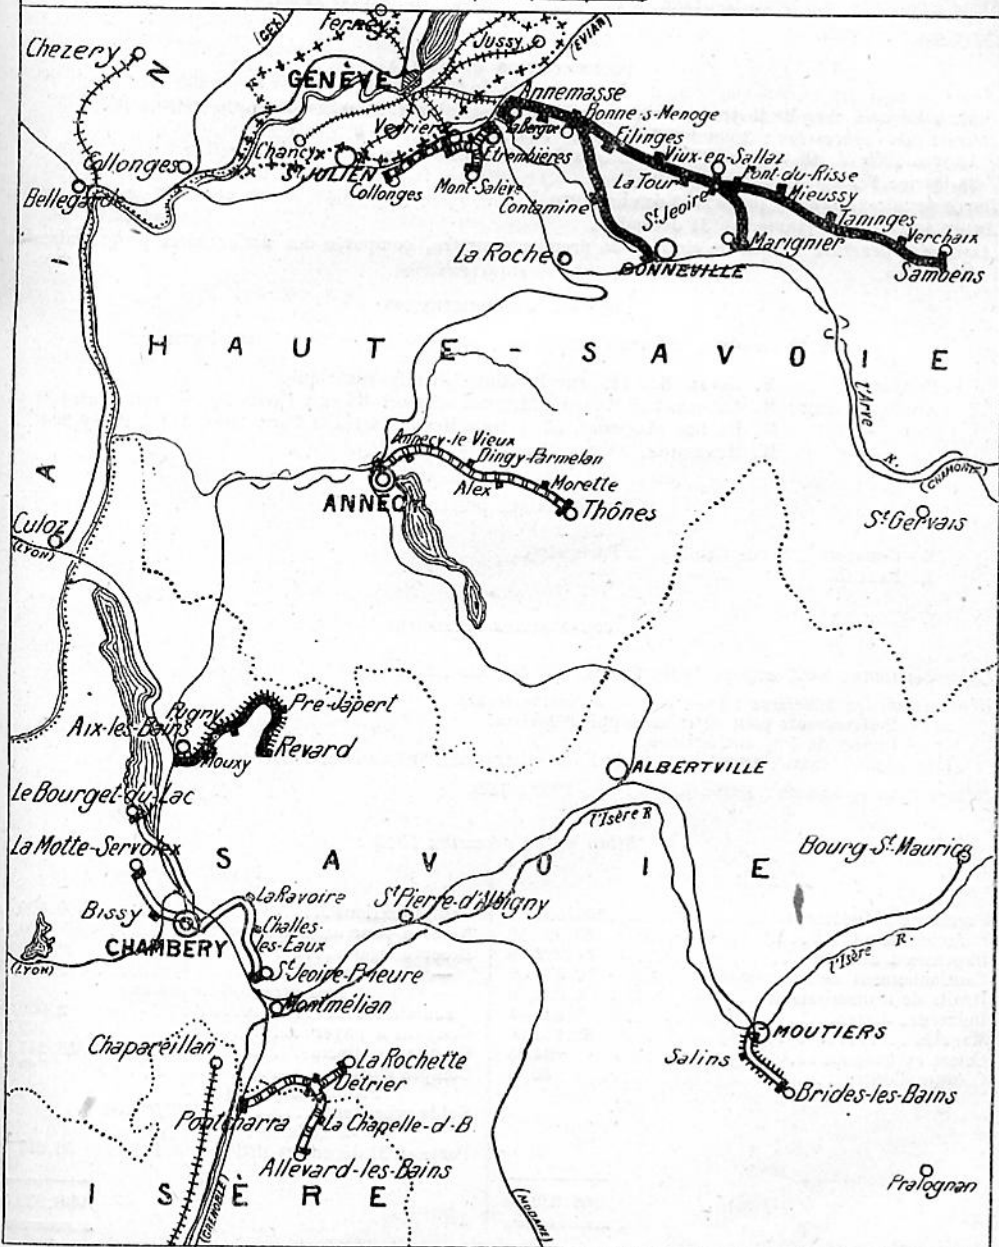 Ferney
(GEX)
Jussy
(EVIAN)
Chezery
N
GENÈVE
Annemasse
Bonne-s-Menoge
Filinges
Viux-en-Sallaz
Pont-du-Risse
Mieussy
Taninges
Verchaix
Samoëns
Veyrier
Etrembières
Chancy
St JULIEN
Collonges
Mont-Salève
La Tour
St Jeoire
Contamine
Marignier
BONNEVILLE
La Roche
Collonges
Bellegarde
I
HAUTE-SAVOIE
l'Arve
R.
(CHAMONIX)
St Gervais
A
Annecy-le Vieux
Dingy-Parmelan
Alex
Morette
Thônes
ANNECY
Culoz
(LYON)
Pugny
Pré-Japert
Aix-les-Bains
Mouxy
Revard
ALBERTVILLE
Le Bourget-du-Lac
l'Isère R.
La Motte-Servolex
SAVOIE
Bourg-St Maurice
Bissy
La Ravoire
St Pierre-d'Albigny
CHAMBERY
Challes-
les-Eaux
(LYON)
St Jeoire-Prieure
l'Isère R.
Montmélian
MOUTIERS
Salins
Brides-les-Bains
Chapareillan
La Rochette
Détrier
Pontcharra
La Chapelle-d-B.
Allevard-les-Bains
Pralognan
ISÈRE
(GRENOBLE)
(MODANE)